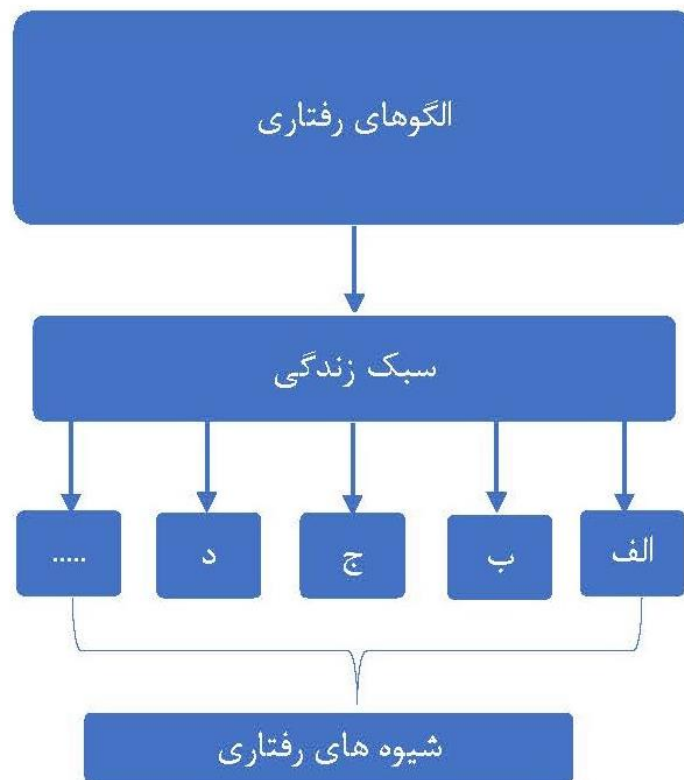 الگوهای رفتاری
سبک زندگی
الف
ب
ج
د
.....
شیوه های رفتاری